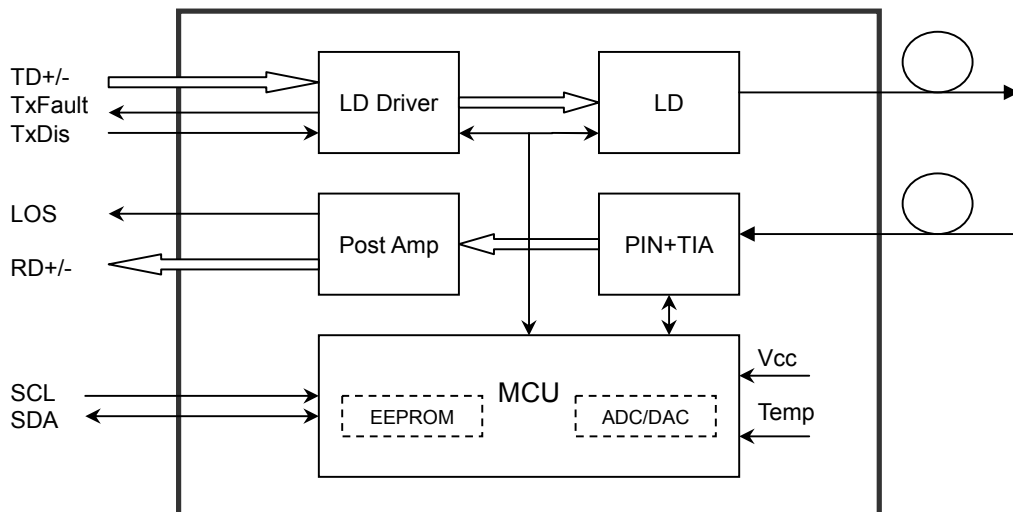 TD+/-
TxFault
TxDis
LD Driver
LD
LOS
RD+/-
Post Amp
PIN+TIA
SCL
SDA
MCU
EEPROM
ADC/DAC
Vcc
Temp